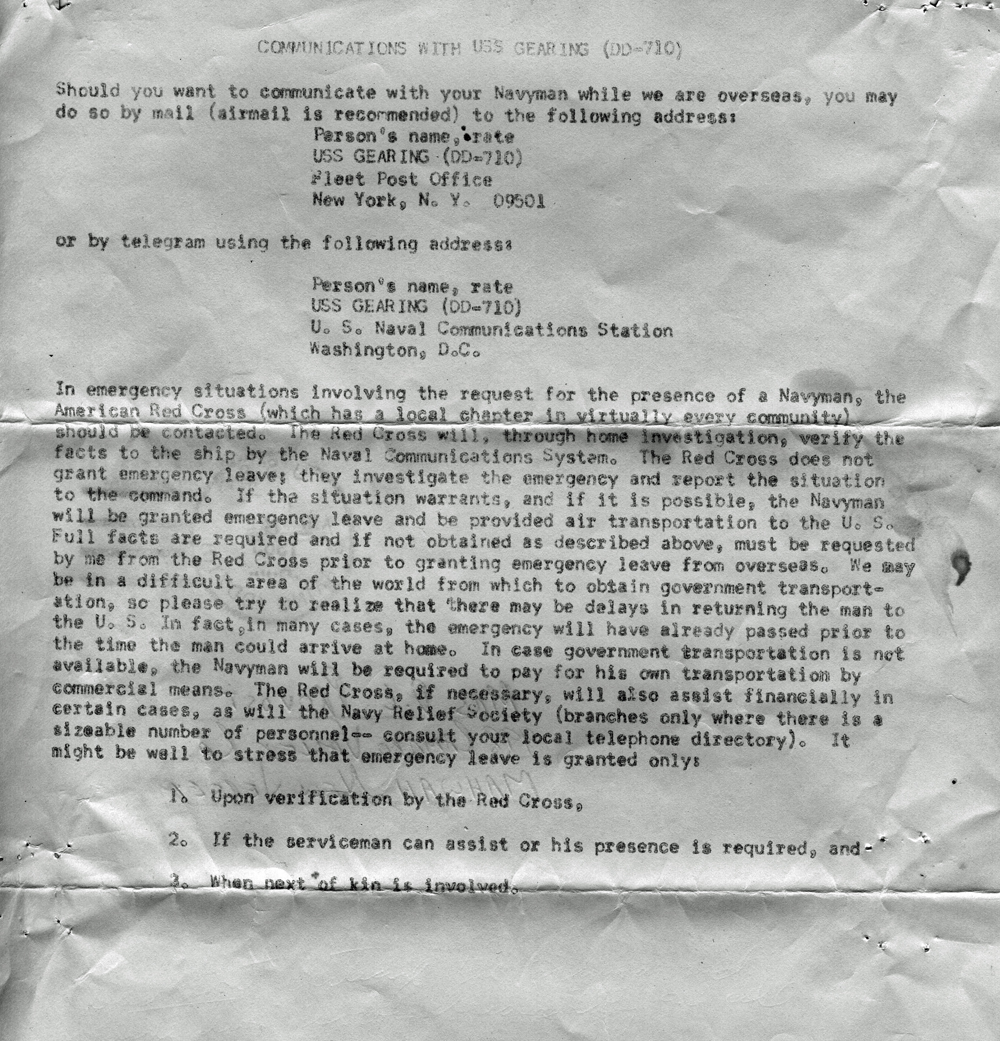 COMMUNICATIONS WITH USS GEARING (DD-710)
Should you want to communicate with your Navyman while we are overseas, you may
do so by mail (airmail is recommended) to the following address:
Person's name, rate
USS GEARING (DD-710)
Fleet Post Office
New York, N. Y. 09501
or by telegram using the following address:
Person's name, rate
USS GEARING (DD-710)
U. S. Naval Communications Station
Washington, D.C.
In emergency situations involving the request for the presence of a Navyman, the
American Red Cross (which has a local chapter in virtually every community)
should be contacted. The Red Cross will, through home investigation, verify the
facts to the ship by the Naval Communications System. The Red Cross does not
grant emergency leave; they investigate the emergency and report the situation
to the command. If the situation warrants, and if it is possible, the Navyman
will be granted emergency leave and be provided air transportation to the U. S.
Full facts are required and if not obtained as described above, must be requested
by me from the Red Cross prior to granting emergency leave from overseas. We may
be in a difficult area of the world from which to obtain government transport-
ation, so please try to realize that there may be delays in returning the man to
the U. S. In fact, in many cases, the emergency will have already passed prior to
the time the man could arrive at home. In case government transportation is not
available, the Navyman will be required to pay for his own transportation by
commercial means. The Red Cross, if necessary, will also assist financially in
certain cases, as will the Navy Relief Society (branches only where there is a
sizeable number of personnel-- consult your local telephone directory). It
might be well to stress that emergency leave is granted only:
1. Upon verification by the Red Cross,
2. If the serviceman can assist or his presence is required, and-
3. When next of kin is involved.